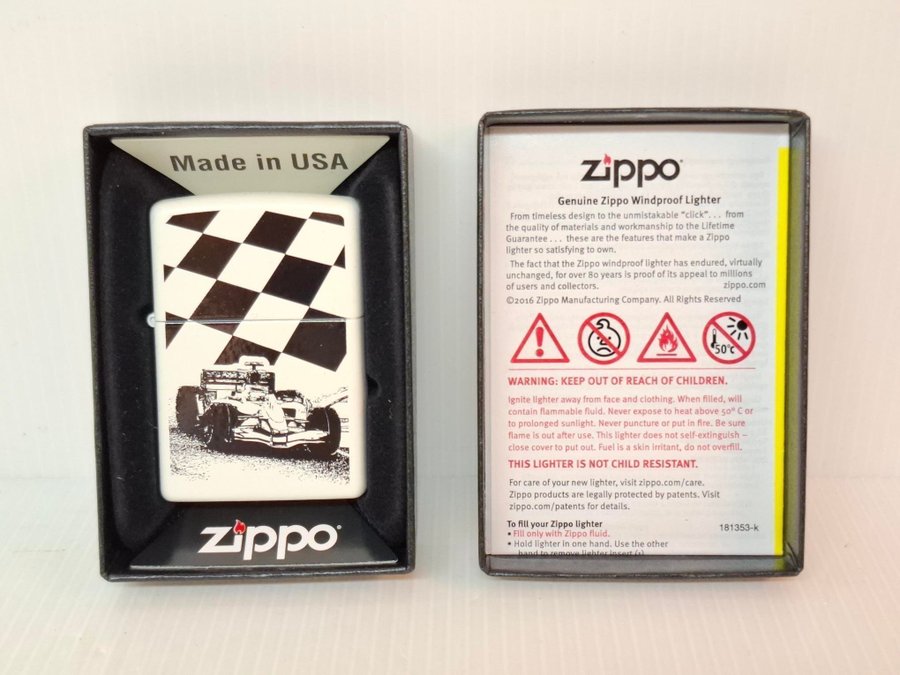 Made in USA
zippo
zippo
Genuine Zippo Windproof Lighter
From timeless design to the unmistakable “click”. . . from
the quality of materials and workmanship to the Lifetime
Guarantee . . . these are the features that make a Zippo
lighter so satisfying to own.
The fact that the Zippo windproof lighter has endured, virtually
unchanged, for over 80 years is proof of its appeal to millions
of users and collectors. zippo.com
©2016 Zippo Manufacturing Company. All Rights Reserved
50°C
WARNING: KEEP OUT OF REACH OF CHILDREN.
Ignite lighter away from face and clothing. When filled, will
contain flammable fluid. Never expose to heat above 50° C or
to prolonged sunlight. Never puncture or put in fire. Be sure
flame is out after use. This lighter does not self-extinguish –
close cover to put out. Fuel is a skin irritant, do not overfill.
THIS LIGHTER IS NOT CHILD RESISTANT.
For care of your new lighter, visit zippo.com/care.
Zippo products are legally protected by patents. Visit
zippo.com/patents for details.
To fill your Zippo lighter
181353-k
• Fill only with Zippo fluid.
• Hold lighter in one hand. Use the other
hand to remove lighter insert (1)